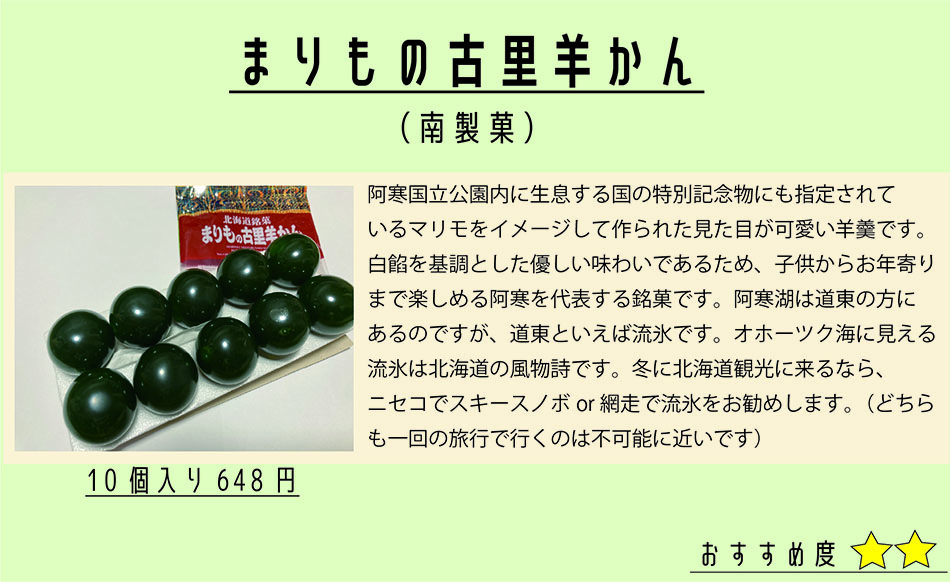 まりもの古里羊かん
（南製菓）
北海道銘菓
まりもの古里羊かん
阿寒国立公園内に生息する国の特別記念物にも指定されて
いるマリモをイメージして作られた見た目が可愛い羊羹です。
白餡を基調とした優しい味わいであるため、子供からお年寄り
まで楽しめる阿寒を代表する銘菓です。阿寒湖は道東の方に
あるのですが、道東といえば流氷です。オホーツク海に見える
流氷は北海道の風物詩です。冬に北海道観光に来るなら、
ニセコでスキースノボ or 網走で流氷をお勧めします。（どちら
も一回の旅行で行くのは不可能に近いです）
10個入り648円
おすすめ度